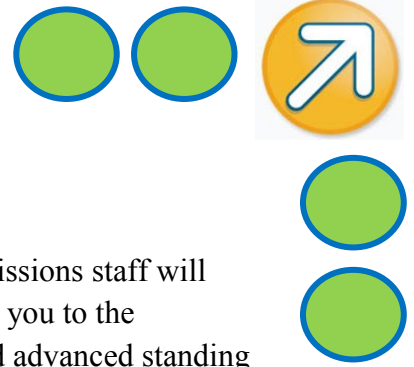 issions staff will
you to the
d advanced standing